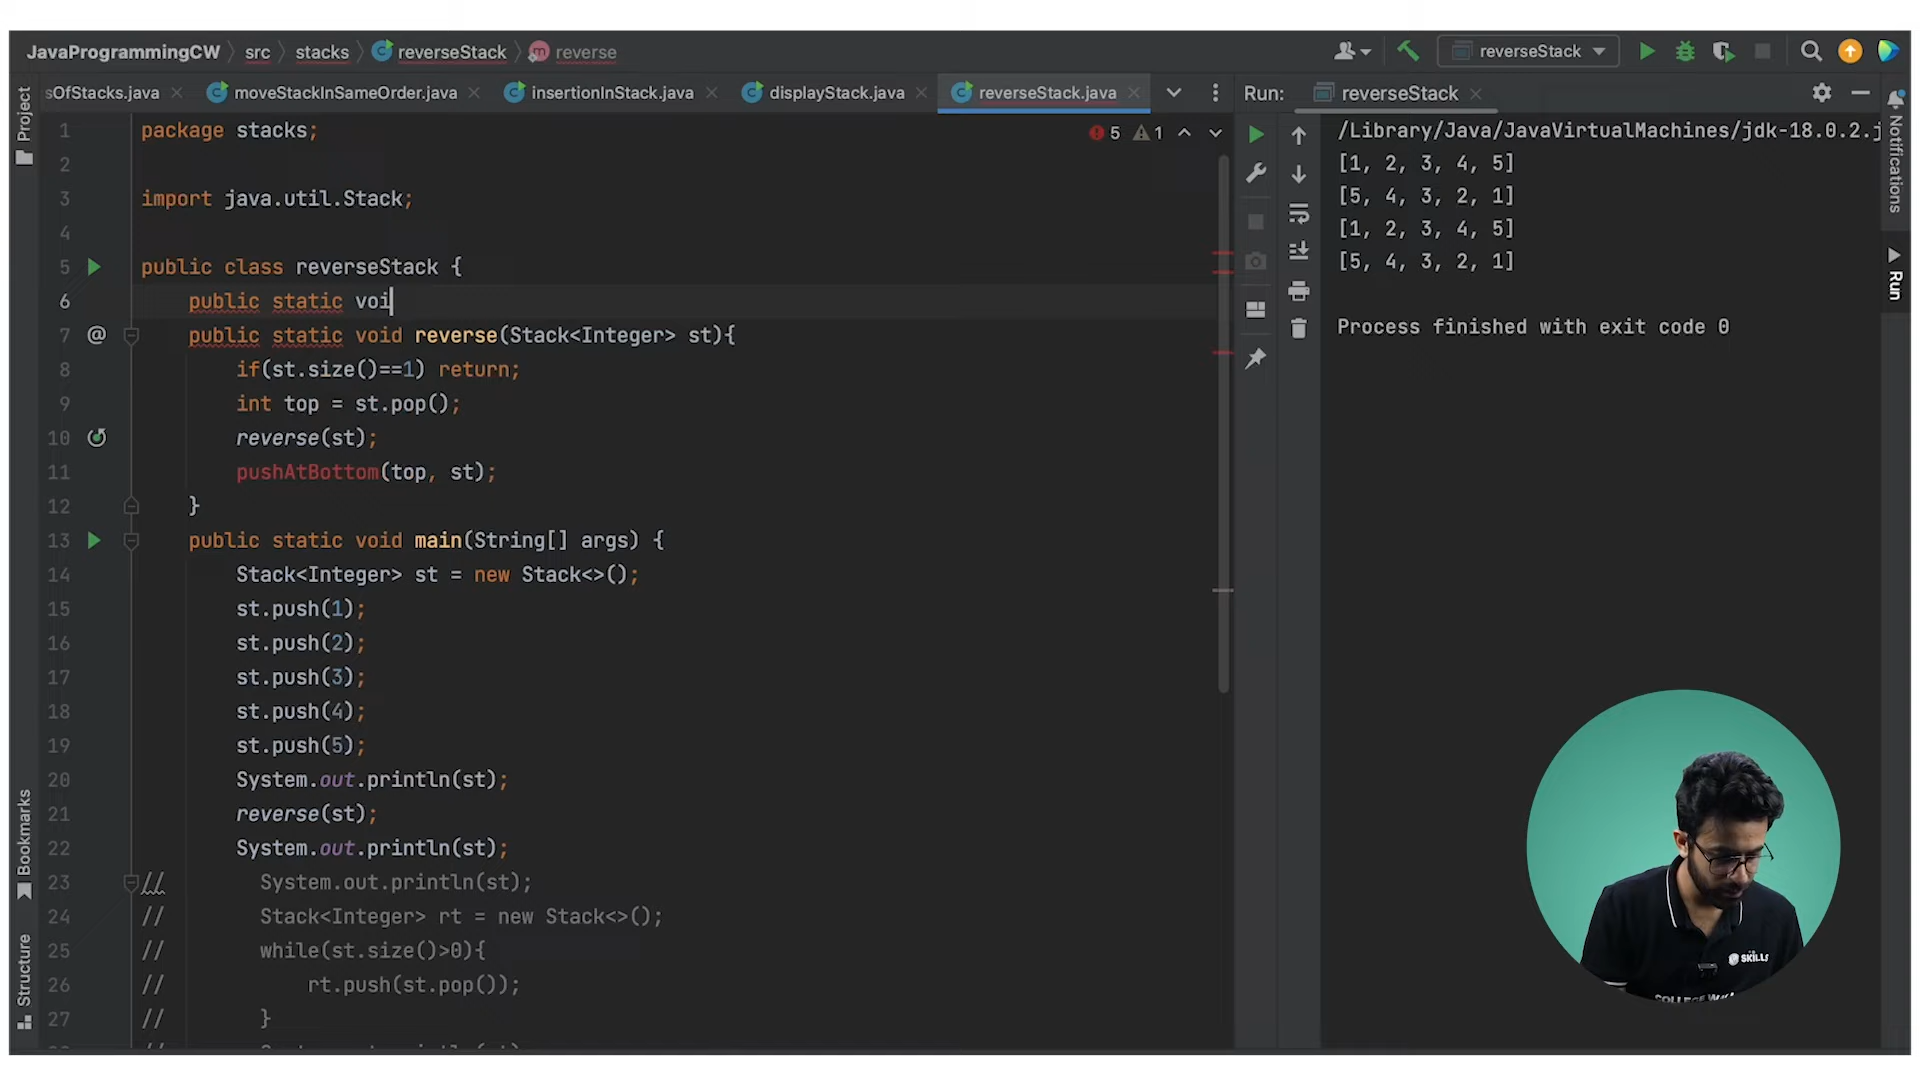 JavaProgrammingCW src stacks reverseStack reverse reverseStack
sOfStacks.java moveStackInSameOrder.java insertionInStack.java displayStack.java reverseStack.java
Project
Bookmarks
Structure
5 1
1 package stacks;
2
3 import java.util.Stack;
4
5 public class reverseStack {
6 public static voi
7 @ public static void reverse(Stack<Integer> st){
8 if(st.size()==1) return;
9 int top = st.pop();
10 reverse(st);
11 pushAtBottom(top, st);
12 }
13 public static void main(String[] args) {
14 Stack<Integer> st = new Stack<>();
15 st.push(1);
16 st.push(2);
17 st.push(3);
18 st.push(4);
19 st.push(5);
20 System.out.println(st);
21 reverse(st);
22 System.out.println(st);
23 // System.out.println(st);
24 // Stack<Integer> rt = new Stack<>();
25 // while(st.size()>0){
26 // rt.push(st.pop());
27 // }
Run: reverseStack
/Library/Java/JavaVirtualMachines/jdk-18.0.2.j
[1, 2, 3, 4, 5]
[5, 4, 3, 2, 1]
[1, 2, 3, 4, 5]
[5, 4, 3, 2, 1]
Process finished with exit code 0
Notifications
Run
SKILLS
COLLEGE